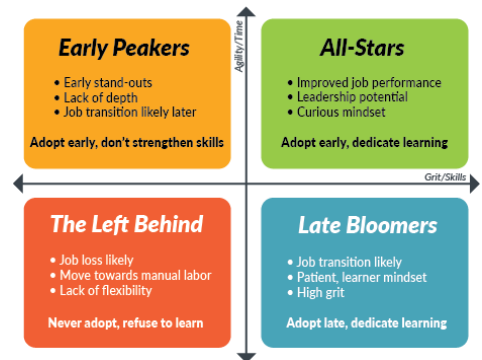 Agility/Time
Early Peakers
• Early stand-outs
• Lack of depth
• Job transition likely later
Adopt early, don't strengthen skills
All-Stars
• Improved job performance
• Leadership potential
• Curious mindset
Adopt early, dedicate learning
Grit/Skills
The Left Behind
• Job loss likely
• Move towards manual labor
• Lack of flexibility
Never adopt, refuse to learn
Late Bloomers
• Job transition likely
• Patient, learner mindset
• High grit
Adopt late, dedicate learning